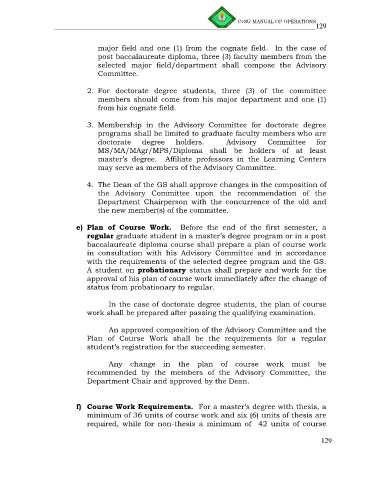 CvSU MANUAL OF OPERATIONS
129
major field and one (1) from the cognate field. In the case of
post baccalaureate diploma, three (3) faculty members from the
selected major field/department shall compose the Advisory
Committee.
2. For doctorate degree students, three (3) of the committee
members should come from his major department and one (1)
from his cognate field.
3. Membership in the Advisory Committee for doctorate degree
programs shall be limited to graduate faculty members who are
doctorate degree holders. Advisory Committee for
MS/MA/MAgr/MPS/Diploma shall be holders of at least
master's degree. Affiliate professors in the Learning Centers
may serve as members of the Advisory Committee.
4. The Dean of the GS shall approve changes in the composition of
the Advisory Committee upon the recommendation of the
Department Chairperson with the concurrence of the old and
the new member(s) of the committee.
e) Plan of Course Work. Before the end of the first semester, a
regular graduate student in a master's degree program or in a post
baccalaureate diploma course shall prepare a plan of course work
in consultation with his Advisory Committee and in accordance
with the requirements of the selected degree program and the GS.
A student on probationary status shall prepare and work for the
approval of his plan of course work immediately after the change of
status from probationary to regular.
In the case of doctorate degree students, the plan of course
work shall be prepared after passing the qualifying examination.
An approved composition of the Advisory Committee and the
Plan of Course Work shall be the requirements for a regular
student's registration for the succeeding semester.
Any change in the plan of course work must be
recommended by the members of the Advisory Committee, the
Department Chair and approved by the Dean.
f) Course Work Requirements. For a master's degree with thesis, a
minimum of 36 units of course work and six (6) units of thesis are
required, while for non-thesis a minimum of 42 units of course
129